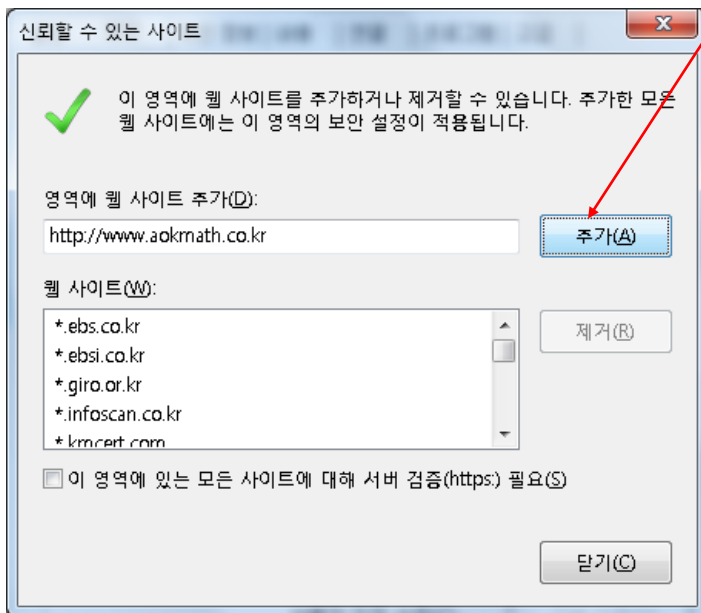 신뢰할 수 있는 사이트
이 영역에 웹 사이트를 추가하거나 제거할 수 있습니다. 추가한 모든
웹 사이트에는 이 영역의 보안 설정이 적용됩니다.
영역에 웹 사이트 추가(D):
http://www.aokmath.co.kr
추가(A)
웹 사이트(W):
*.ebs.co.kr
*.ebsi.co.kr
제거(R)
*.giro.or.kr
*.infoscan.co.kr
*.kmcert.com
이 영역에 있는 모든 사이트에 대해 서버 검증(https:) 필요(S)
닫기(C)